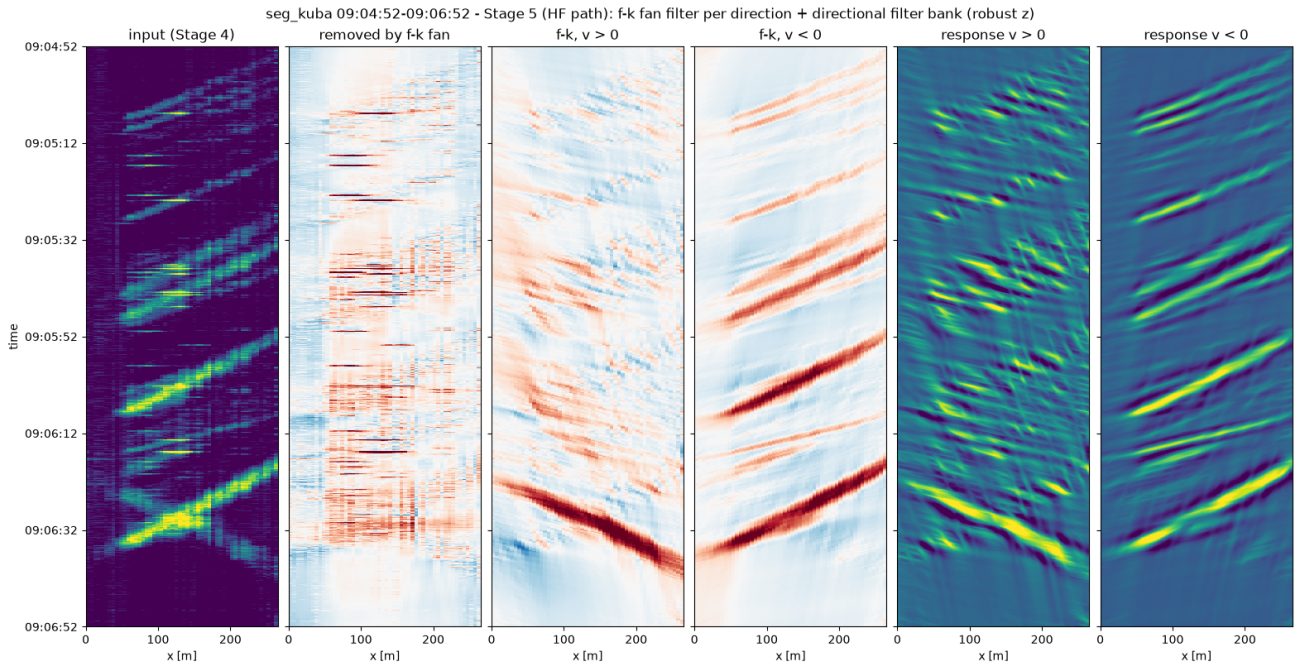 seg_kuba 09:04:52-09:06:52 - Stage 5 (HF path): f-k fan filter per direction + directional filter bank (robust z)
input (Stage 4)
removed by f-k fan
f-k, v > 0
f-k, v < 0
response v > 0
response v < 0
09:04:52
09:05:12
09:05:32
09:05:52
09:06:12
09:06:32
09:06:52
time
0 100 200
0 100 200
0 100 200
0 100 200
0 100 200
0 100 200
x [m]
x [m]
x [m]
x [m]
x [m]
x [m]